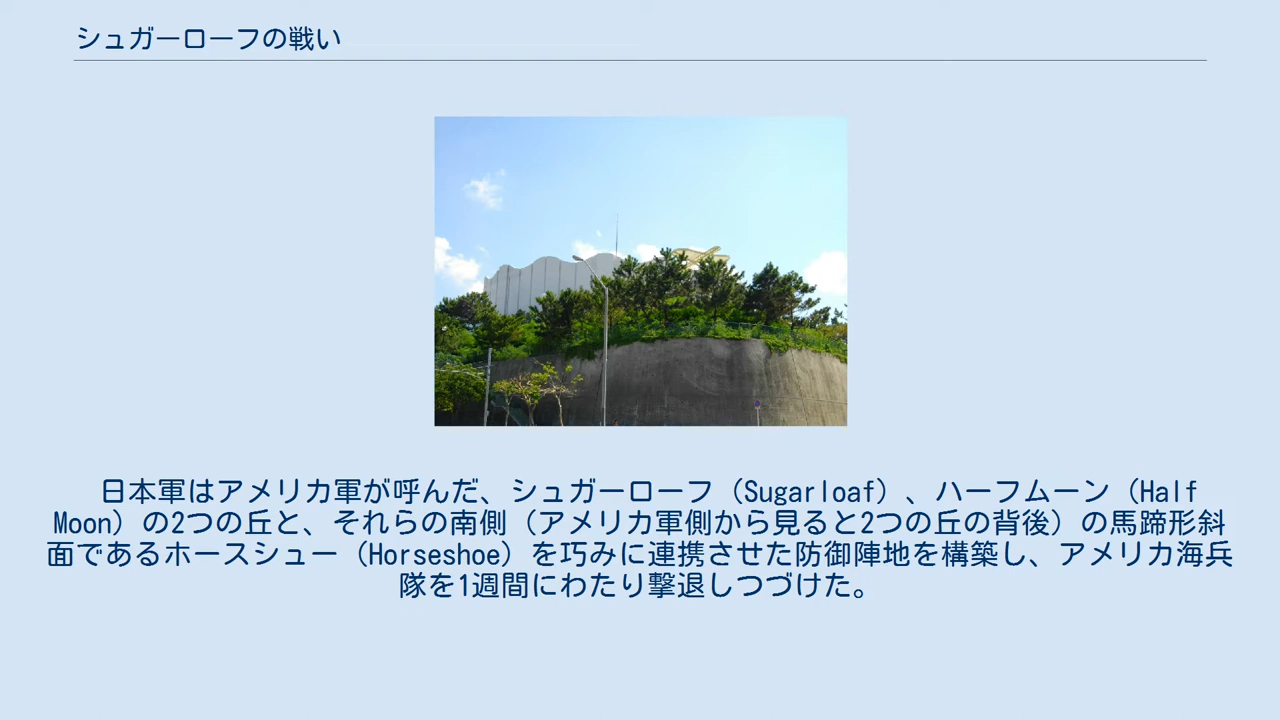 シュガーローフの戦い
日本軍はアメリカ軍が呼んだ、シュガーローフ（Sugarloaf）、ハーフムーン（Half
Moon）の2つの丘と、それらの南側（アメリカ軍側から見ると2つの丘の背後）の馬蹄形斜
面であるホースシュー（Horseshoe）を巧みに連携させた防御陣地を構築し、アメリカ海兵
隊を1週間にわたり撃退しつづけた。